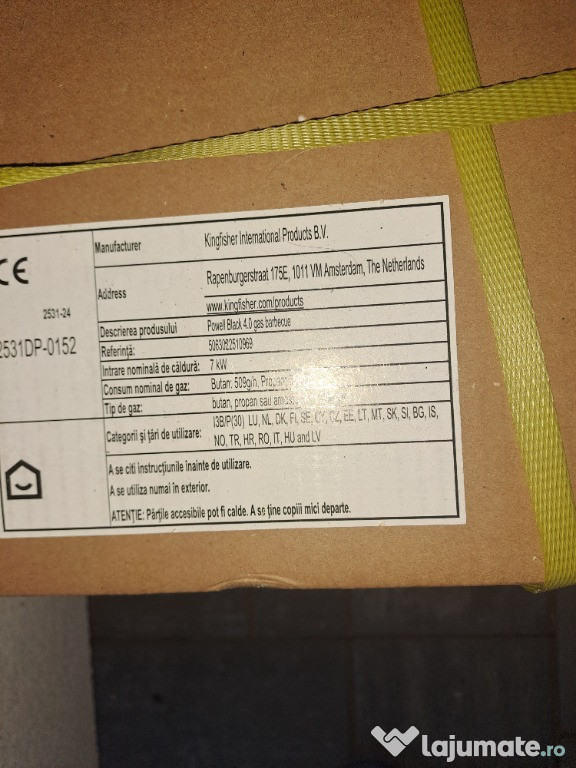 CE
2531-24
2531DP-0152
Manufacturer Kingfisher International Products B.V.
Address Rapenburgerstraat 175E, 1011 VM Amsterdam, The Netherlands
www.kingfisher.com/products
Descrierea produsului Powell Black 4.0 gas barbecue
Referință: 5063022510969
Intrare nominală de căldură: 7 kW
Consum nominal de gaz: Butan: 509g/h,
Tip de gaz: butan, propan sau
Categorii și țări de utilizare: I3B/P(30) LU, NL, DK, FI, SE, CY, CZ, EE, LT, MT, SK, SI, BG, IS,
NO, TR, HR, RO, IT, HU and LV
A se citi instrucțiunile înainte de utilizare.
A se utiliza numai în exterior.
ATENȚIE: Părțile accesibile pot fi calde. A se ține copiii mici departe.
lajumate.ro